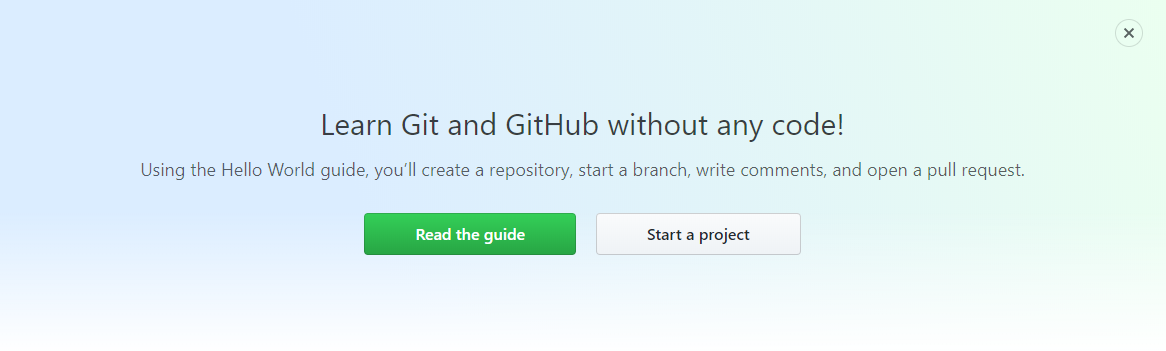 Learn Git and GitHub without any code!
Using the Hello World guide, you’ll create a repository, start a branch, write comments, and open a pull request.
Read the guide
Start a project